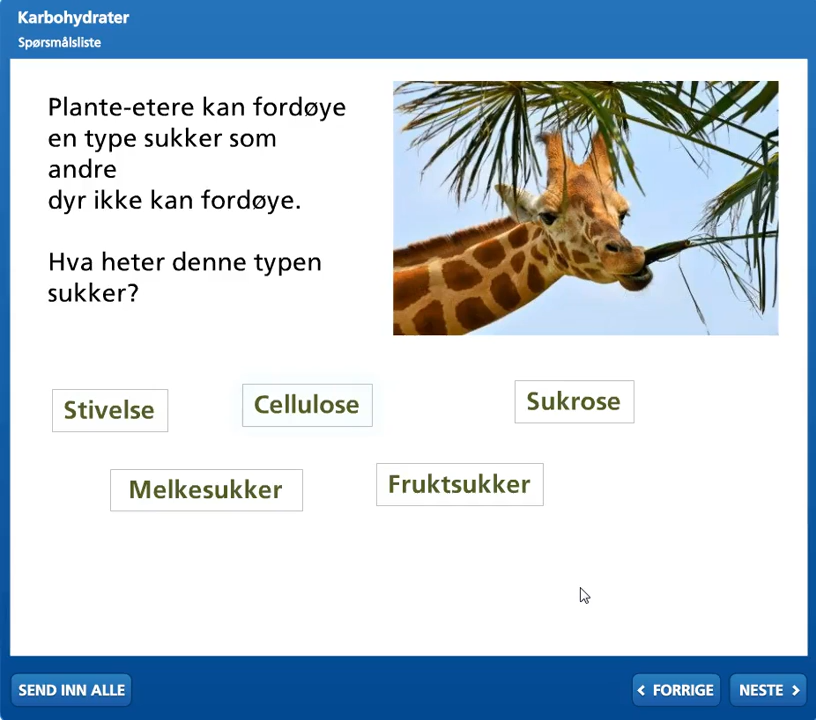 Karbohydrater
Spørsmålsliste
Plante-etere kan fordøye
en type sukker som
andre
dyr ikke kan fordøye.
Hva heter denne typen
sukker?
Stivelse
Cellulose
Sukrose
Melkesukker
Fruktsukker
SEND INN ALLE
FORRIGE
NESTE